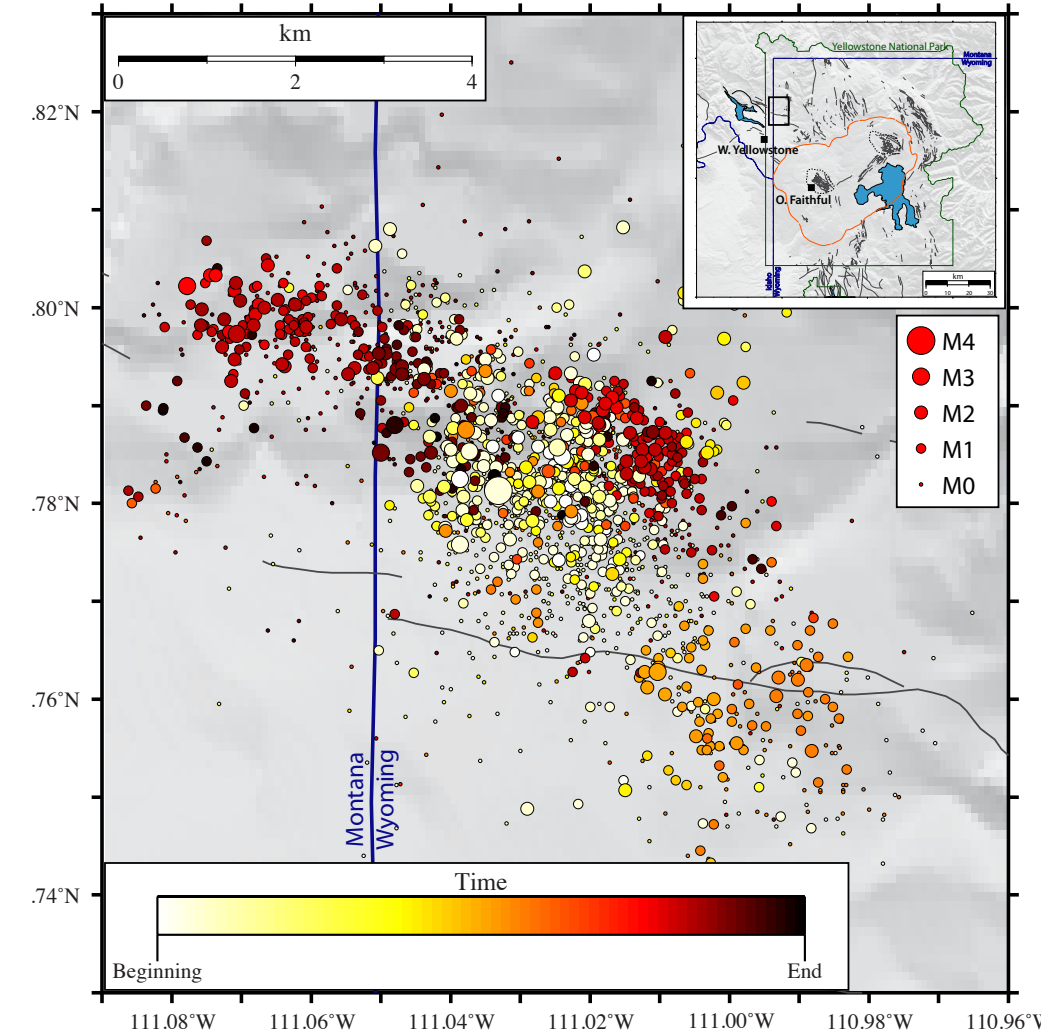 km
0 2 4
Yellowstone National Park
Montana
Wyoming
W. Yellowstone
O. Faithful
Idaho
Wyoming
km
0 10 20 30
.82°N
.80°N
.78°N
.76°N
.74°N
M4
M3
M2
M1
M0
Montana
Wyoming
Time
Beginning End
111.08°W 111.06°W 111.04°W 111.02°W 111.00°W 110.98°W 110.96°W